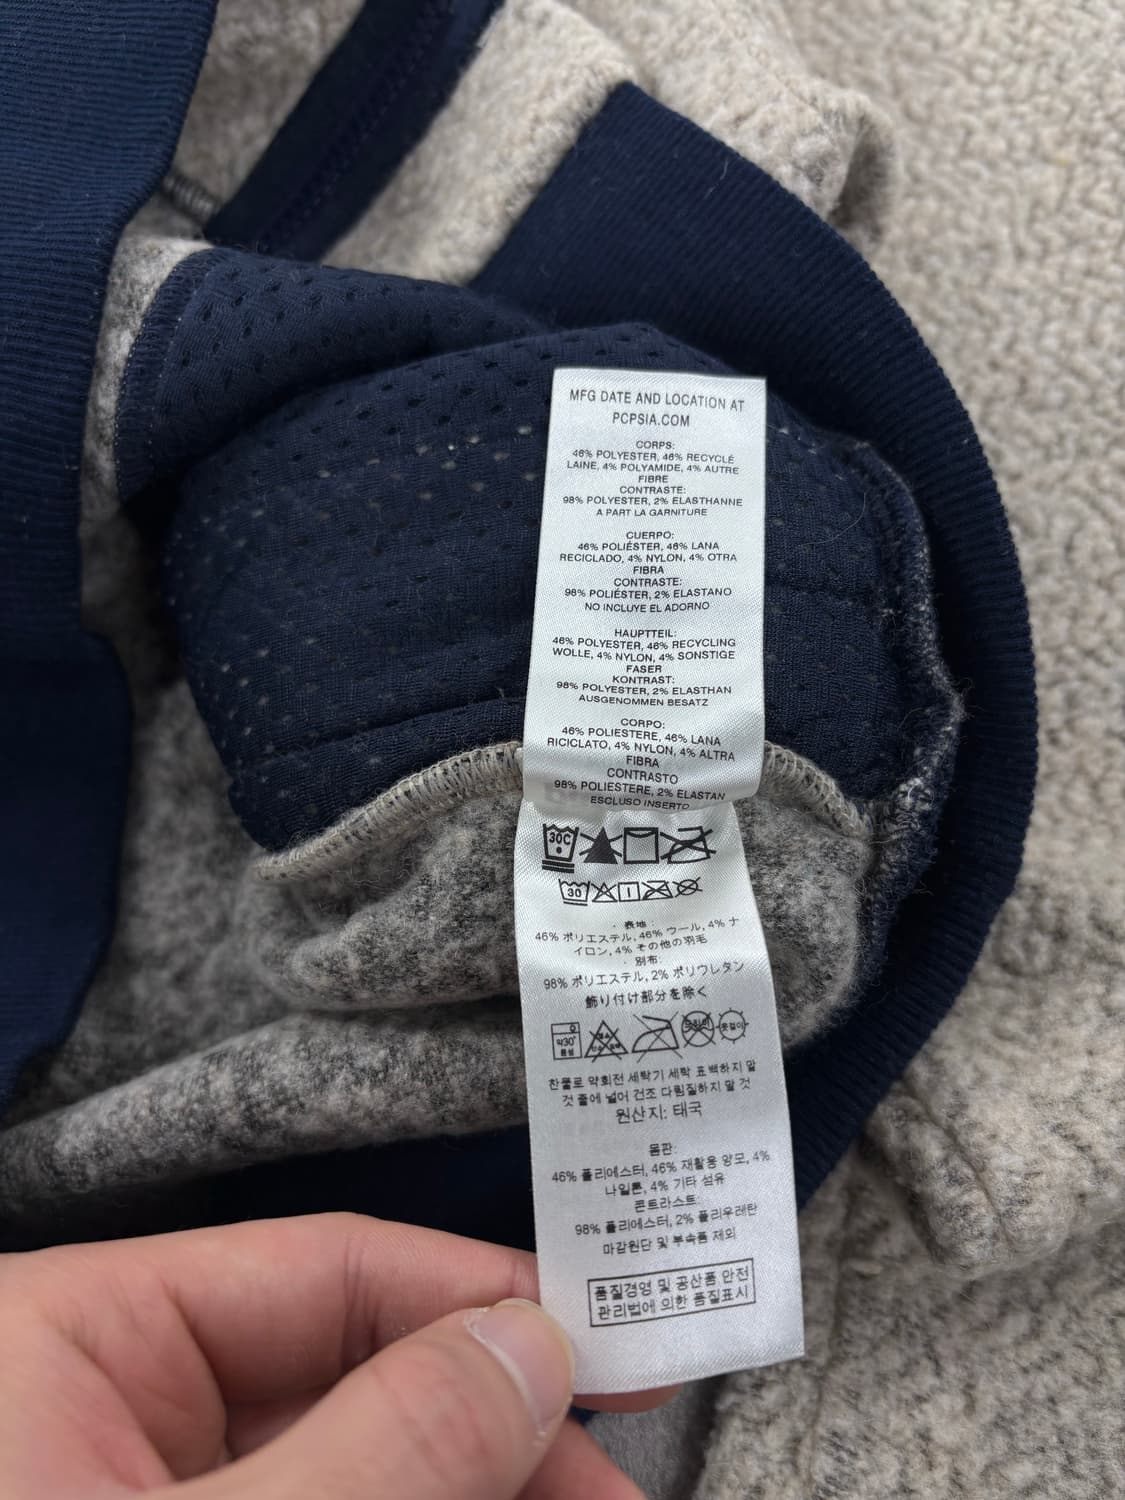 MFG DATE AND LOCATION AT
PCPSIA.COM
CORPS:
46% POLYESTER, 46% RECYCLÉ
LAINE, 4% POLYAMIDE, 4% AUTRE
FIBRE
CONTRASTE:
98% POLYESTER, 2% ELASTHANNE
A PART LA GARNITURE
CUERPO:
46% POLIÉSTER, 46% LANA
RECICLADO, 4% NYLON, 4% OTRA
FIBRA
CONTRASTE:
98% POLIÉSTER, 2% ELASTANO
NO INCLUYE EL ADORNO
HAUPTTEIL:
46% POLYESTER, 46% RECYCLING
WOLLE, 4% NYLON, 4% SONSTIGE
FASER
KONTRAST:
98% POLYESTER, 2% ELASTHAN
AUSGENOMMEN BESATZ
CORPO:
46% POLIESTERE, 46% LANA
RICICLATO, 4% NYLON, 4% ALTRA
FIBRA
CONTRASTO
98% POLIESTERE, 2% ELASTAN
ESCLUSO INSERTO
30C
30
表地:
46% ポリエステル, 46% ウール, 4% ナ
イロン, 4% その他の羽毛
別布:
98% ポリエステル, 2% ポリウレタン
飾り付け部分を除く
약30°
중성
옷걸이
찬물로 약회전 세탁기 세탁 표백하지 말
것 줄에 널어 건조 다림질하지 말 것
원산지: 태국
몸판:
46% 폴리에스터, 46% 재활용 양모, 4%
나일론, 4% 기타 섬유
콘트라스트:
98% 폴리에스터, 2% 폴리우레탄
마감원단 및 부속품 제외
품질경영 및 공산품 안전
관리법에 의한 품질표시